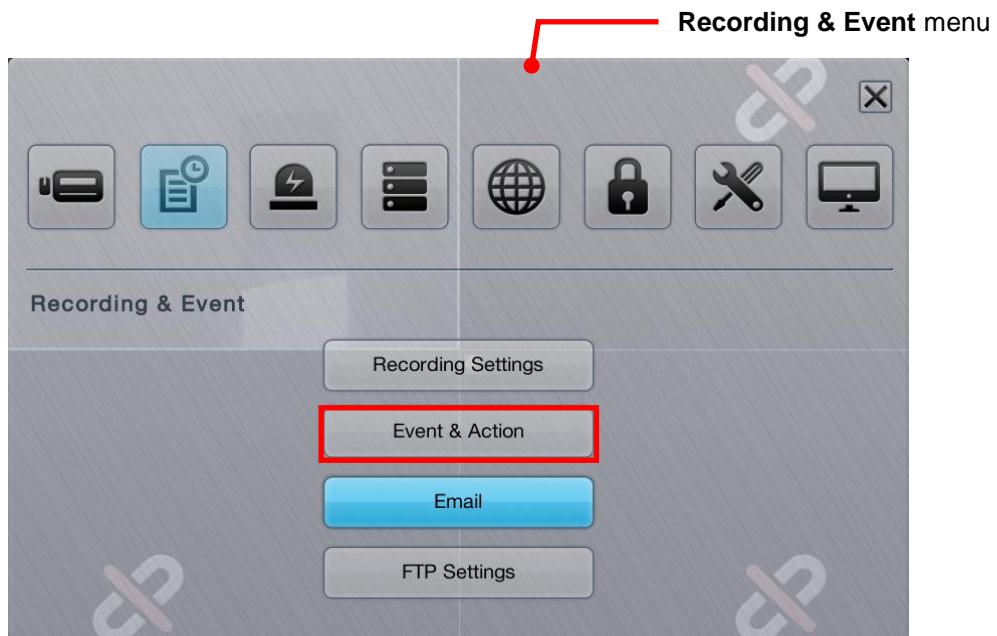 Recording & Event menu
Recording & Event
Recording Settings
Event & Action
Email
FTP Settings